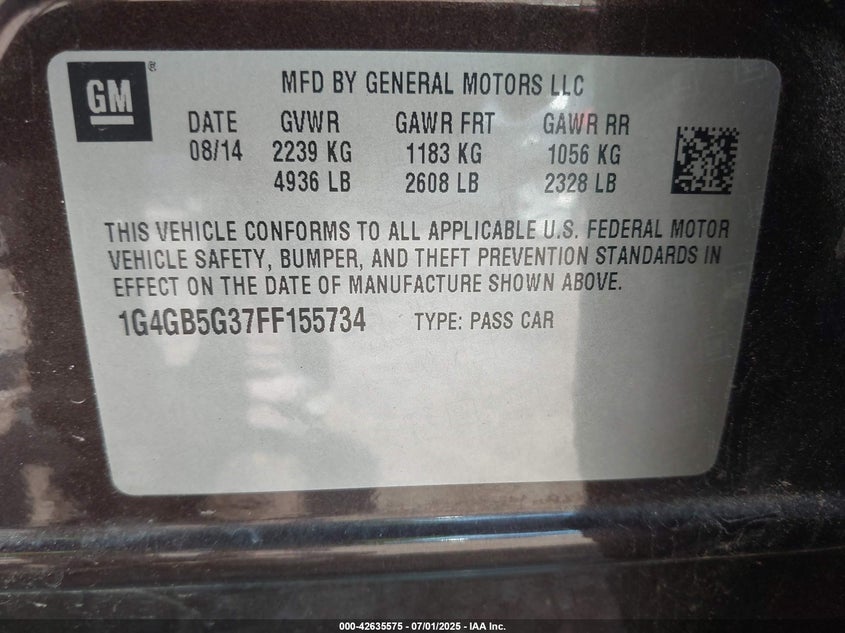 GM ®
MFD BY GENERAL MOTORS LLC
DATE GVWR GAWR FRT GAWR RR
08/14 2239 KG 1183 KG 1056 KG
4936 LB 2608 LB 2328 LB
THIS VEHICLE CONFORMS TO ALL APPLICABLE U.S. FEDERAL MOTOR
VEHICLE SAFETY, BUMPER, AND THEFT PREVENTION STANDARDS IN
EFFECT ON THE DATE OF MANUFACTURE SHOWN ABOVE.
1G4GB5G37FF155734 TYPE: PASS CAR
000-42635575 - 07/01/2025 - IAA Inc.